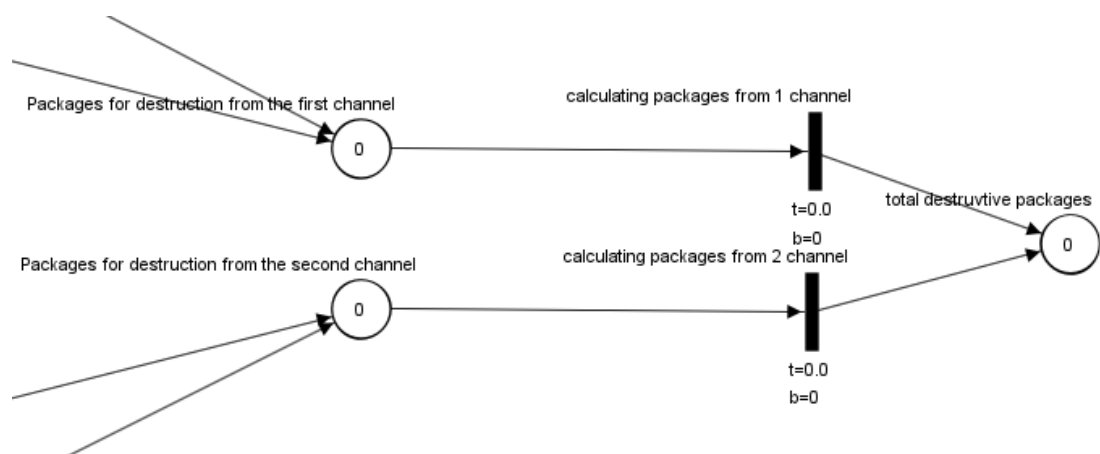 Packages for destruction from the first channel
0
calculating packages from 1 channel
t=0.0
b=0
total destruvtive packages
0
Packages for destruction from the second channel
0
calculating packages from 2 channel
t=0.0
b=0